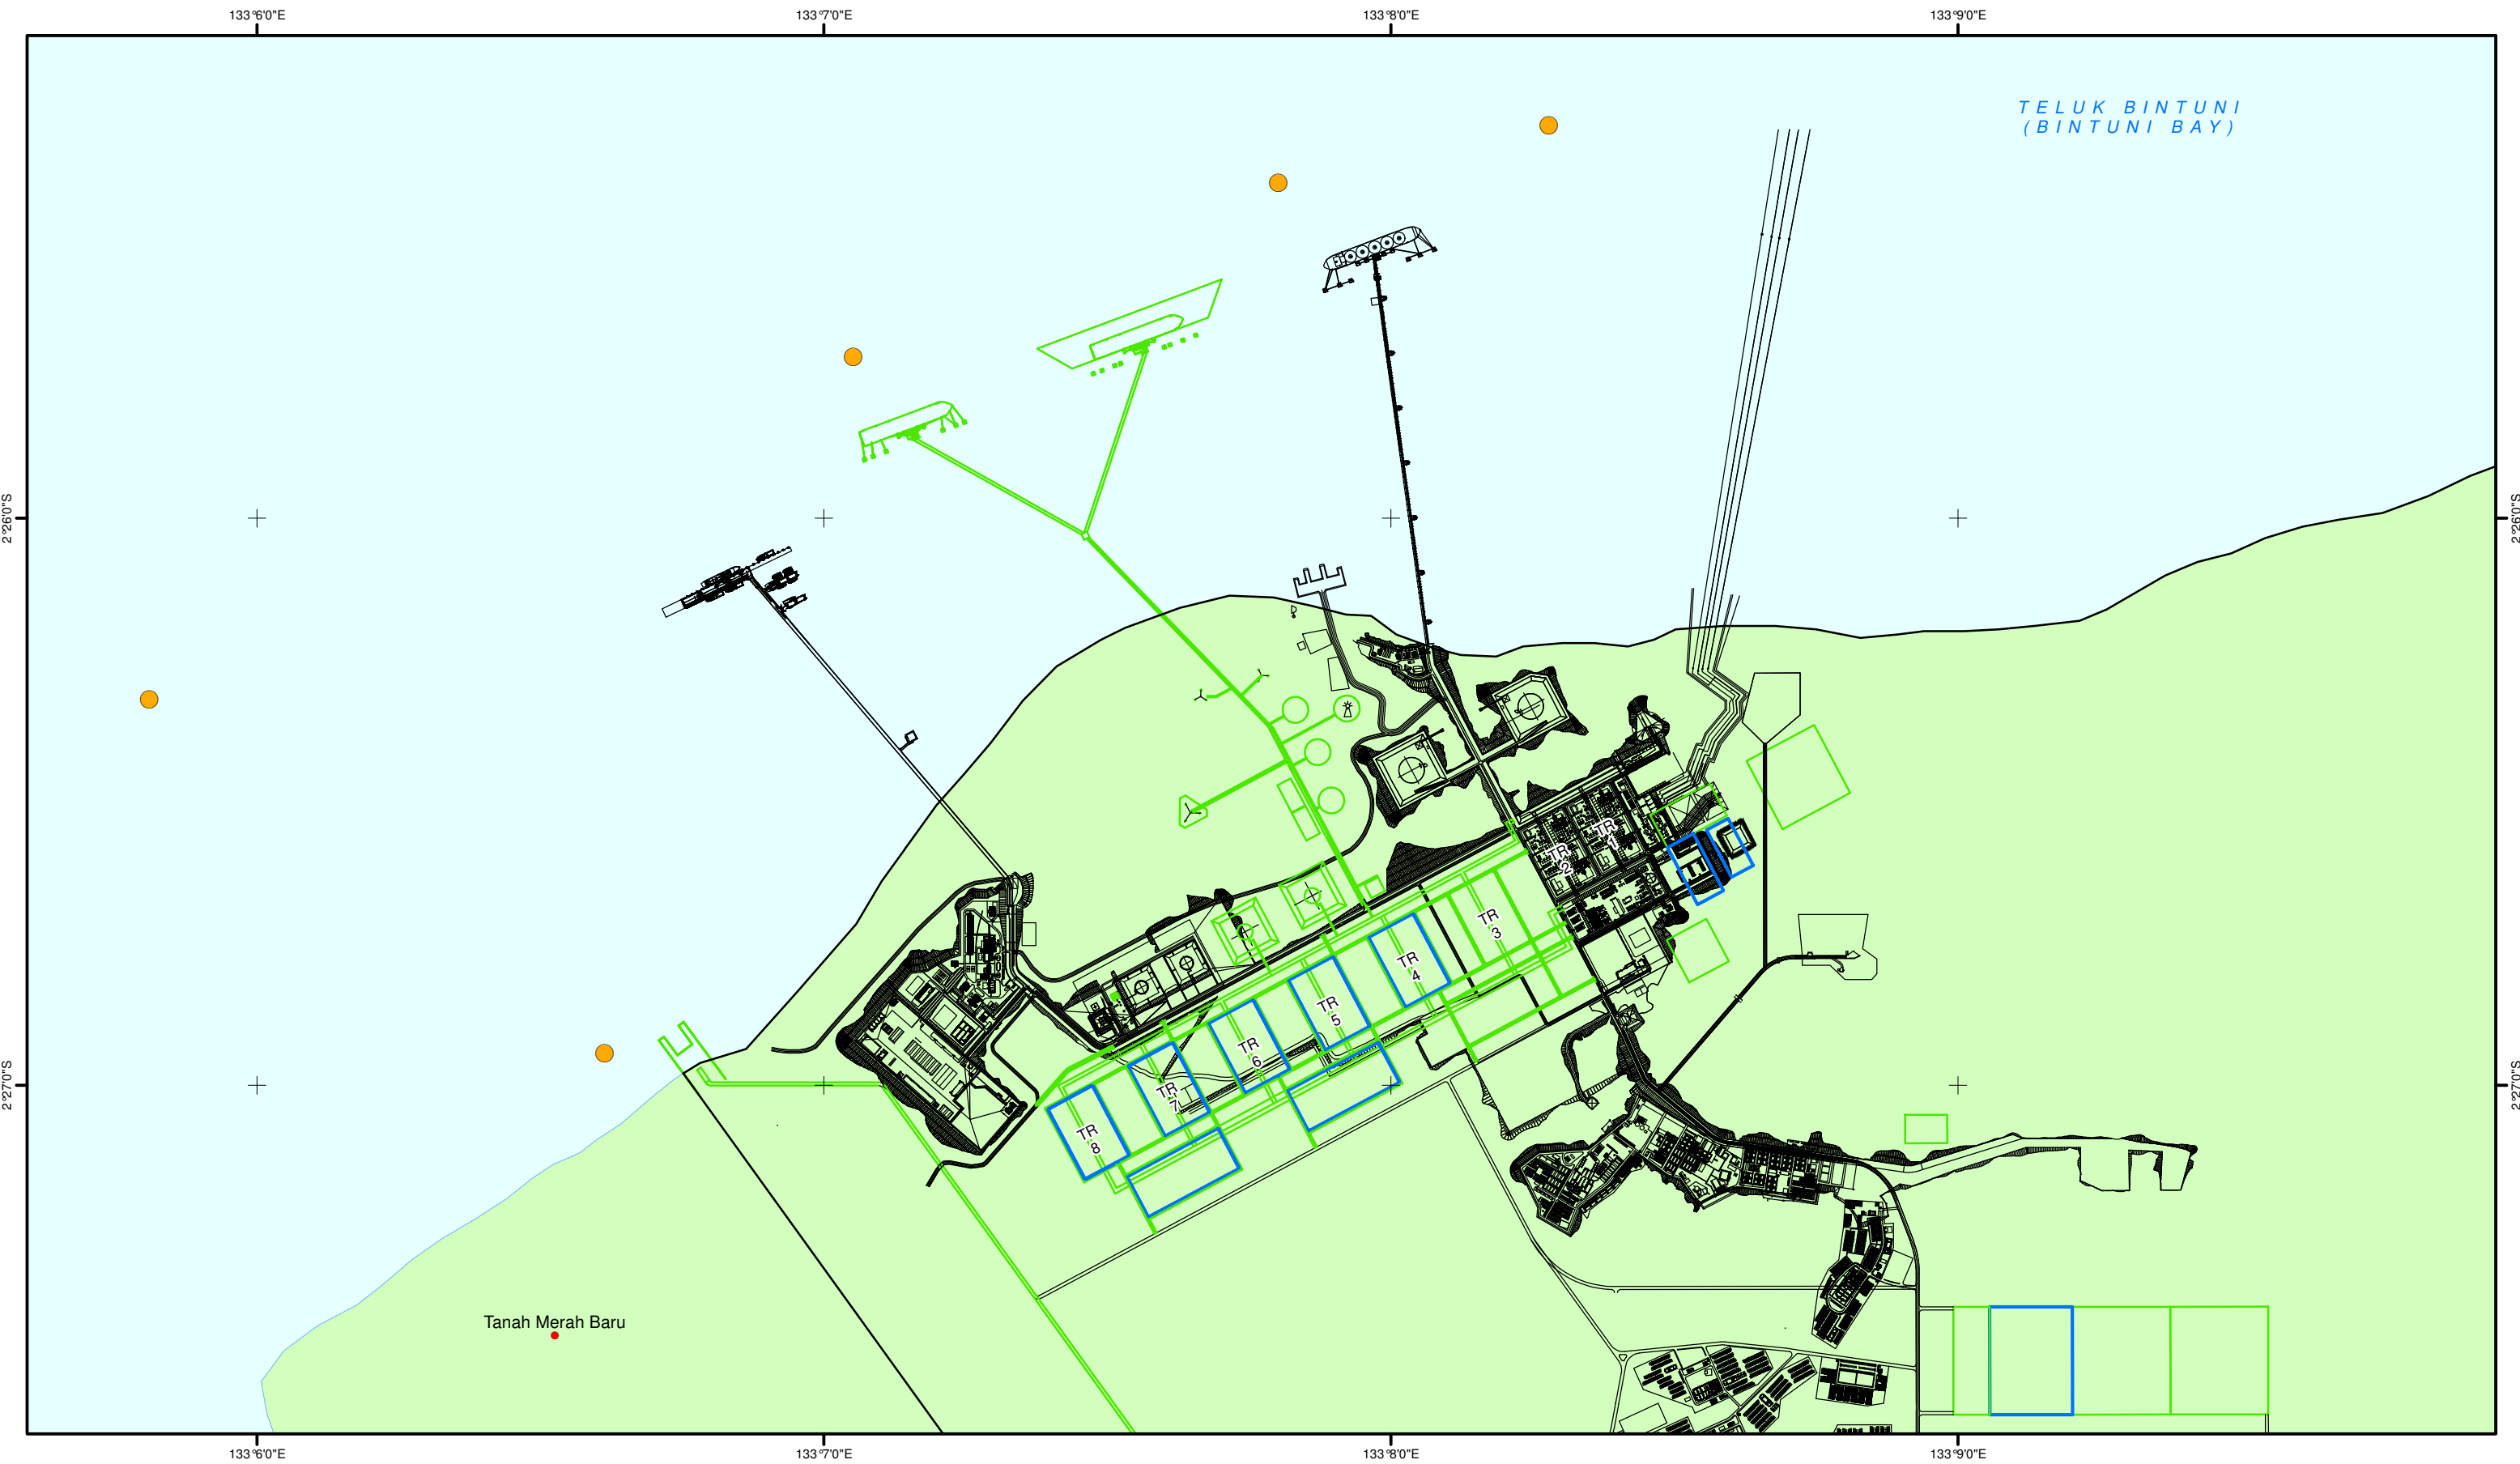 133°6'0"E 133°7'0"E 133°8'0"E 133°9'0"E
TELUK BINTUNI
(BINTUNI BAY)
2°26'0"S 2°26'0"S
TR
1
TR
2
TR
3
TR
4
TR
5
TR
6
TR
7
TR
8
2°27'0"S 2°27'0"S
Tanah Merah Baru
133°6'0"E 133°7'0"E 133°8'0"E 133°9'0"E